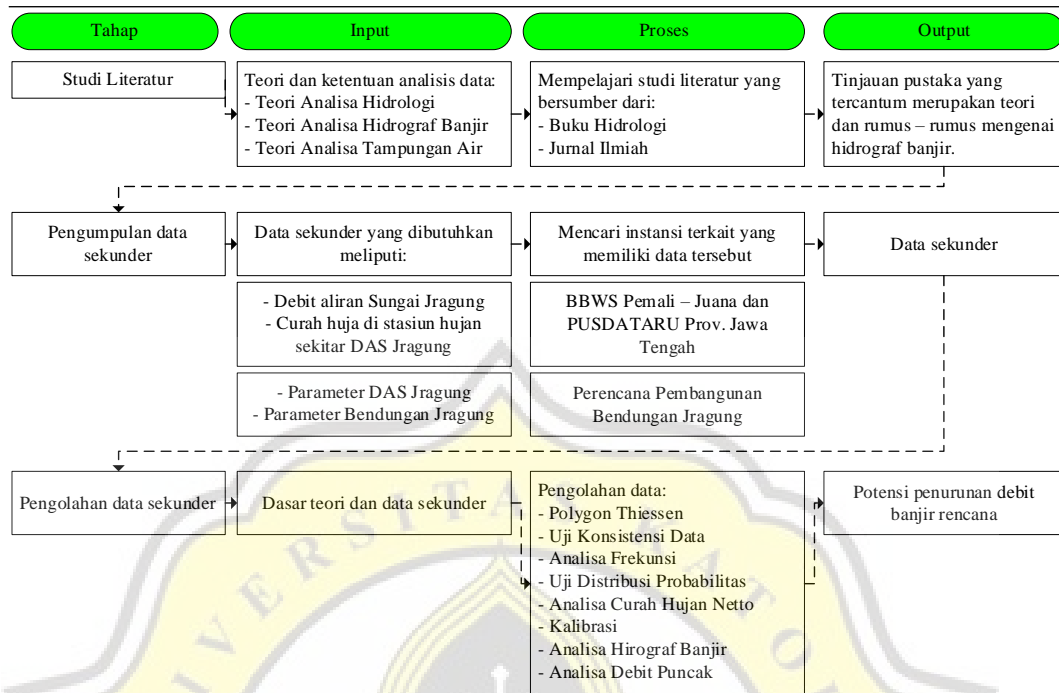 Tahap
Input
Proses
Output
Studi Literatur
Teori dan ketentuan analisis data:
- Teori Analisa Hidrologi
- Teori Analisa Hidrograf Banjir
- Teori Analisa Tampungan Air
Mempelajari studi literatur yang
bersumber dari:
- Buku Hidrologi
- Jurnal Ilmiah
Tinjauan pustaka yang
tercantum merupakan teori
dan rumus – rumus mengenai
hidrograf banjir.
Pengumpulan data
sekunder
Data sekunder yang dibutuhkan
meliputi:
Mencari instansi terkait yang
memiliki data tersebut
Data sekunder
- Debit aliran Sungai Jragung
- Curah huja di stasiun hujan
sekitar DAS Jragung
BBWS Pemali – Juana dan
PUSDATARU Prov. Jawa
Tengah
- Parameter DAS Jragung
- Parameter Bendungan Jragung
Perencana Pembangunan
Bendungan Jragung
Pengolahan data sekunder
Dasar teori dan data sekunder
Pengolahan data:
- Polygon Thiessen
- Uji Konsistensi Data
- Analisa Frekunsi
- Uji Distribusi Probabilitas
- Analisa Curah Hujan Netto
- Kalibrasi
- Analisa Hirograf Banjir
- Analisa Debit Puncak
Potensi penurunan debit
banjir rencana
VERSITAS KATO